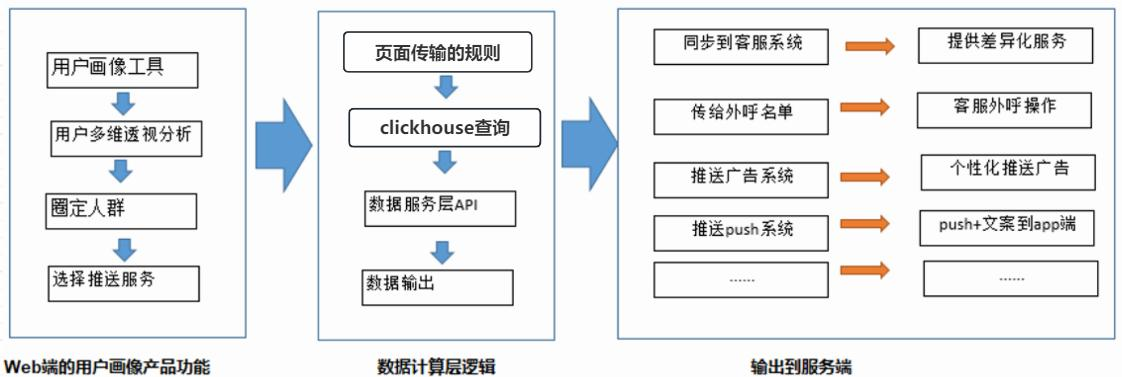 用户画像工具
用户多维透视分析
圈定人群
选择推送服务
Web端的用户画像产品功能
页面传输的规则
clickhouse查询
数据服务层API
数据输出
数据计算层逻辑
同步到客服系统
提供差异化服务
传给外呼名单
客服外呼操作
推送广告系统
个性化推送广告
推送push系统
push+文案到app端
......
......
输出到服务端